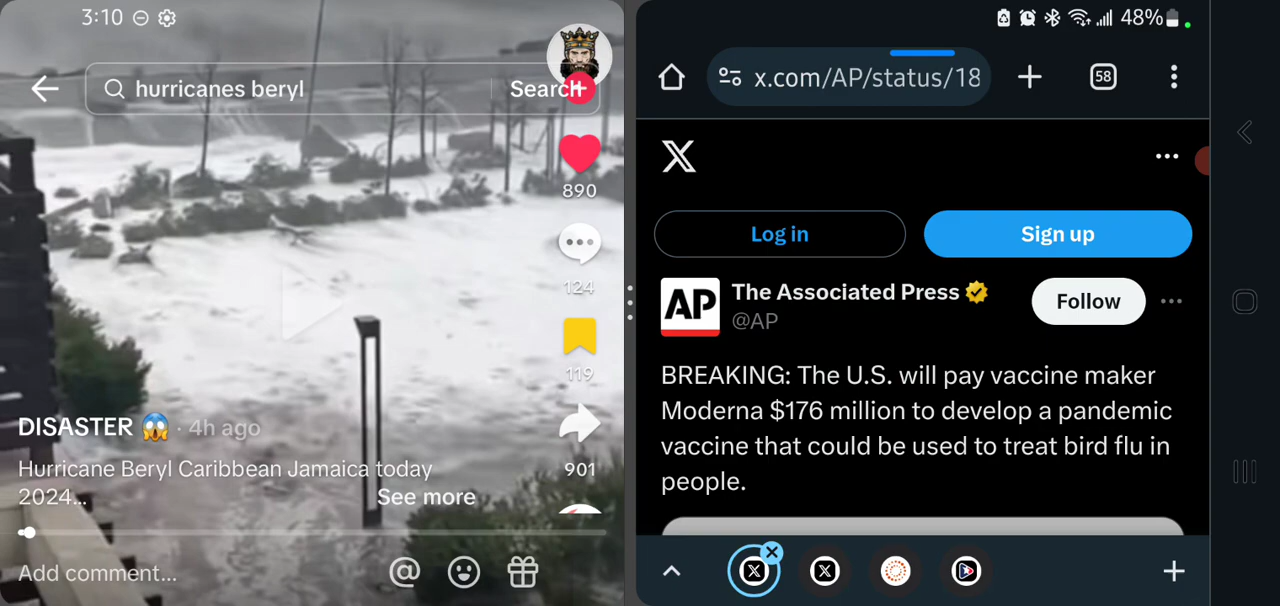 3:10
hurricanes beryl
Search
890
124
119
901
DISASTER 😱 · 4h ago
Hurricane Beryl Caribbean Jamaica today
2024... See more
Add comment...
48%
x.com/AP/status/18
58
Log in
Sign up
AP
The Associated Press
@AP
Follow
BREAKING: The U.S. will pay vaccine maker
Moderna $176 million to develop a pandemic
vaccine that could be used to treat bird flu in
people.